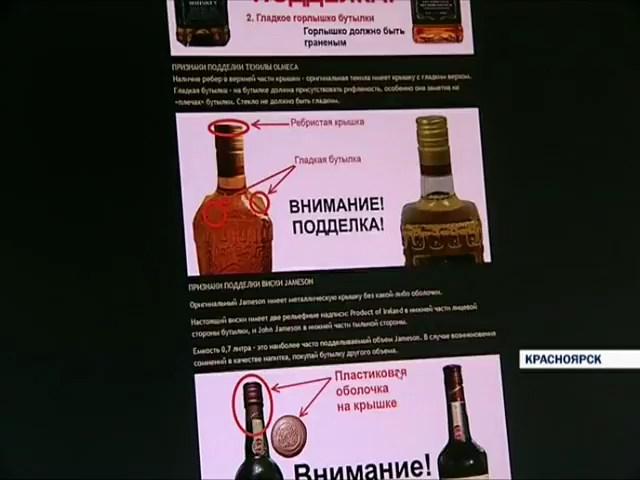 WHISKEY
ПОДДЕЛКА!
2. Гладкое горлышко бутылки
Горлышко должно быть
граненым
ПРИЗНАКИ ПОДДЕЛКИ ТЕКИЛЫ OLMECA
Наличие ребер в верхней части крышки - оригинальная текила имеет крышку с гладким верхом.
Гладкая бутылка - на бутылке должна присутствовать рифленость, особенно она заметна на
«плечах» бутылки. Стекло не должно быть гладким.
Ребристая крышка
Гладкая бутылка
ВНИМАНИЕ!
ПОДДЕЛКА!
ПРИЗНАКИ ПОДДЕЛКИ ВИСКИ JAMESON
Оригинальный Jameson имеет металлическую крышку без какой-либо оболочки.
Настоящий виски имеет две рельефные надписи: Product of Ireland в нижней части лицевой
стороны бутылки, и John Jameson в нижней части тыльной стороны.
Емкость 0,7 литра - это наиболее часто подделываемый объем Jameson. В случае возникновения
сомнений в качестве напитка, покупай бутылку другого объема.
КРАСНОЯРСК
Пластиковая
оболочка
на крышке
Внимание!